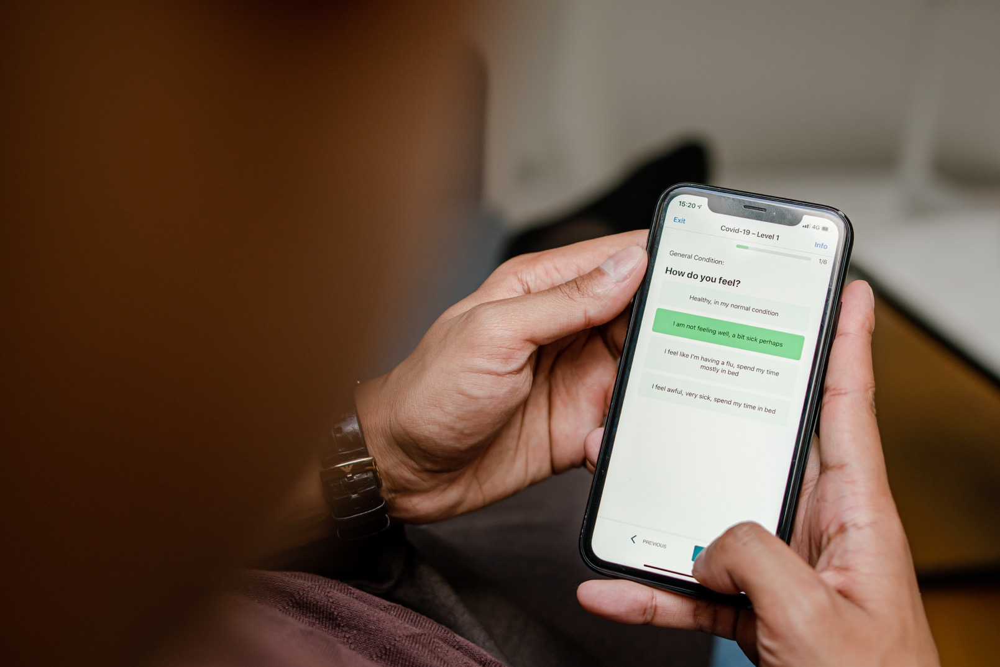 15:20
4G
Exit
Covid-19 – Level 1
Info
1/6
General Condition:
How do you feel?
Healthy, in my normal condition
I am not feeling well, a bit sick perhaps
I feel like I'm having a flu, spend my time
mostly in bed
I feel awful, very sick, spend my time in bed
PREVIOUS